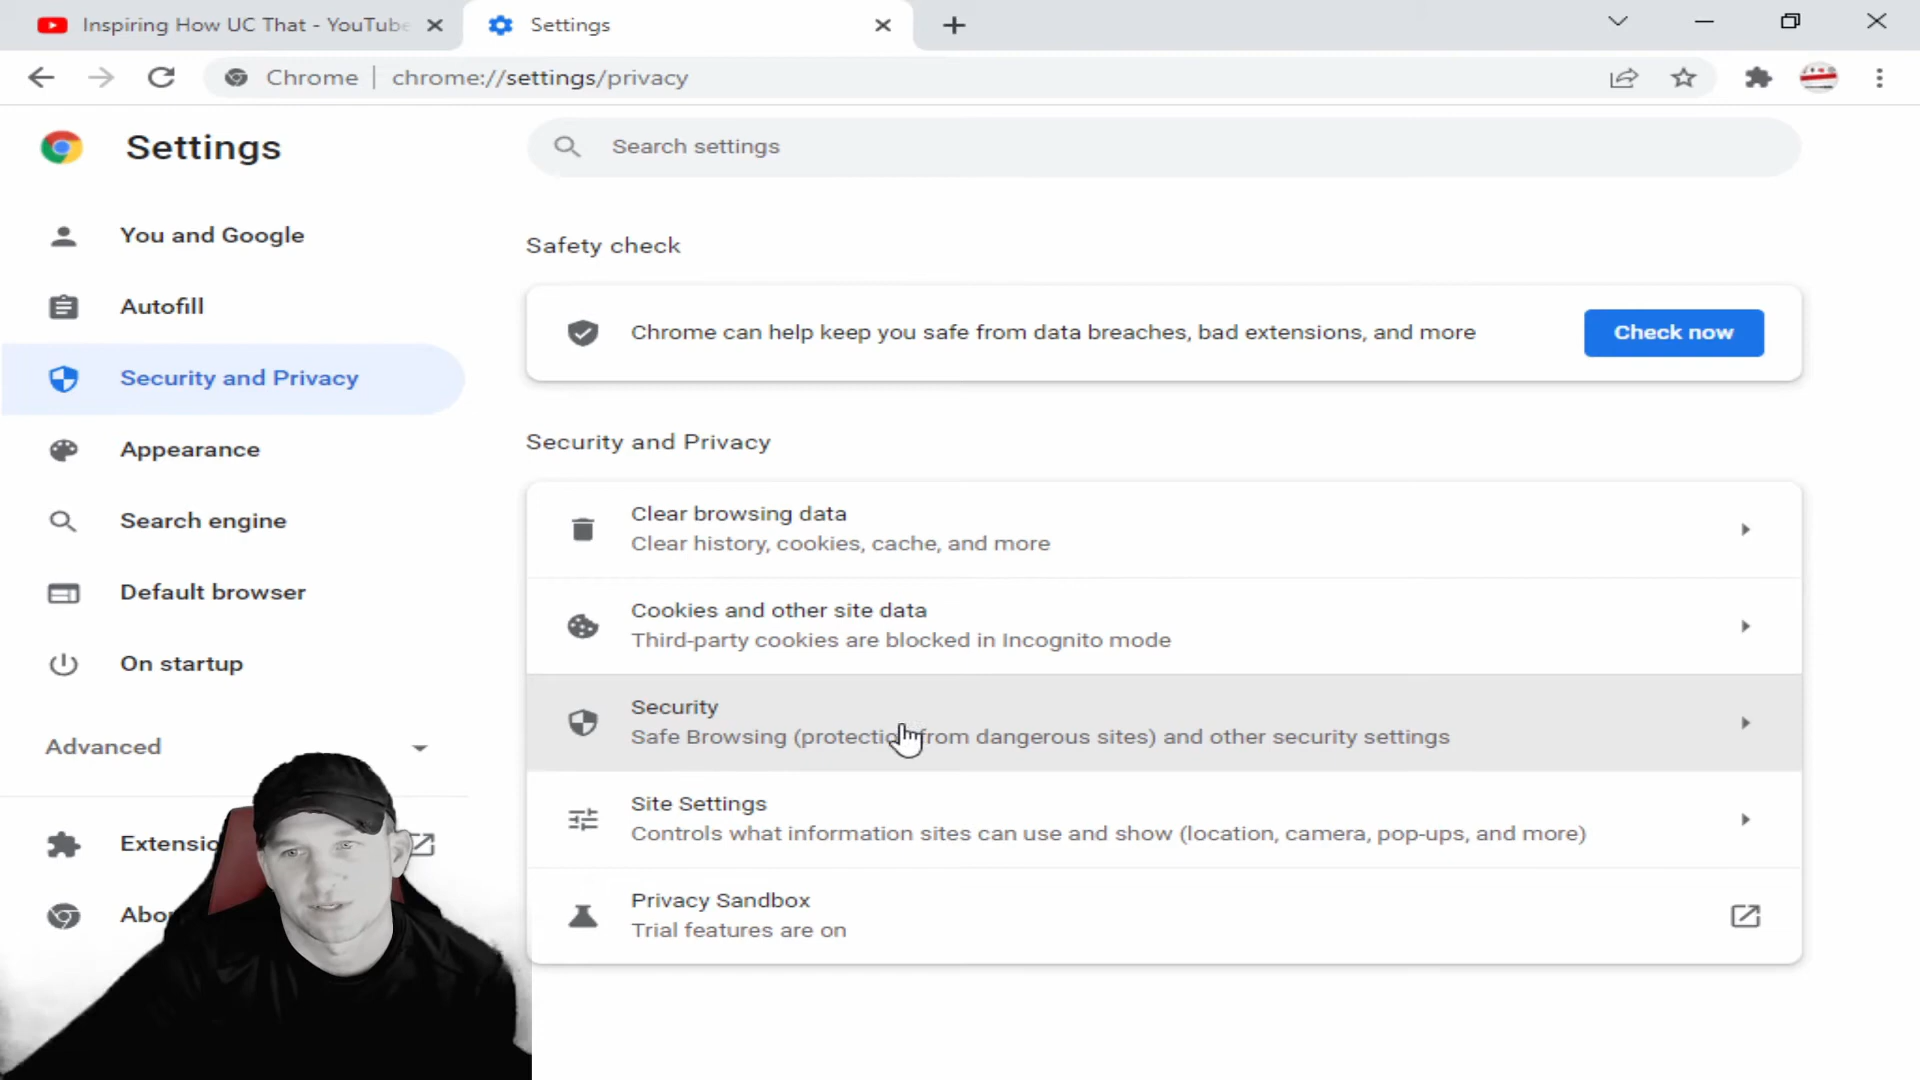 Inspiring How UC That - YouTube
Settings
Chrome | chrome://settings/privacy
Settings
Search settings
You and Google
Autofill
Security and Privacy
Appearance
Search engine
Default browser
On startup
Advanced
Extensio
Abo
Safety check
Chrome can help keep you safe from data breaches, bad extensions, and more
Check now
Security and Privacy
Clear browsing data
Clear history, cookies, cache, and more
Cookies and other site data
Third-party cookies are blocked in Incognito mode
Security
Safe Browsing (protection from dangerous sites) and other security settings
Site Settings
Controls what information sites can use and show (location, camera, pop-ups, and more)
Privacy Sandbox
Trial features are on